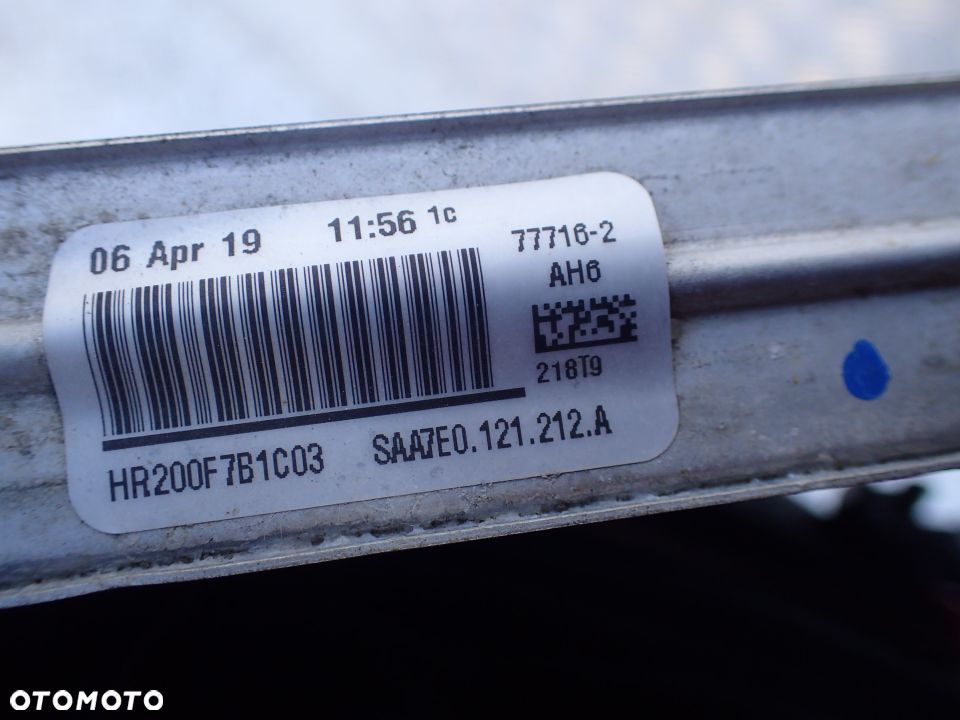 06 Apr 19 11:56 1c
77716-2
AH6
218T9
HR200F7B1C03 SAA7E0.121.212.A
OTOMOTO